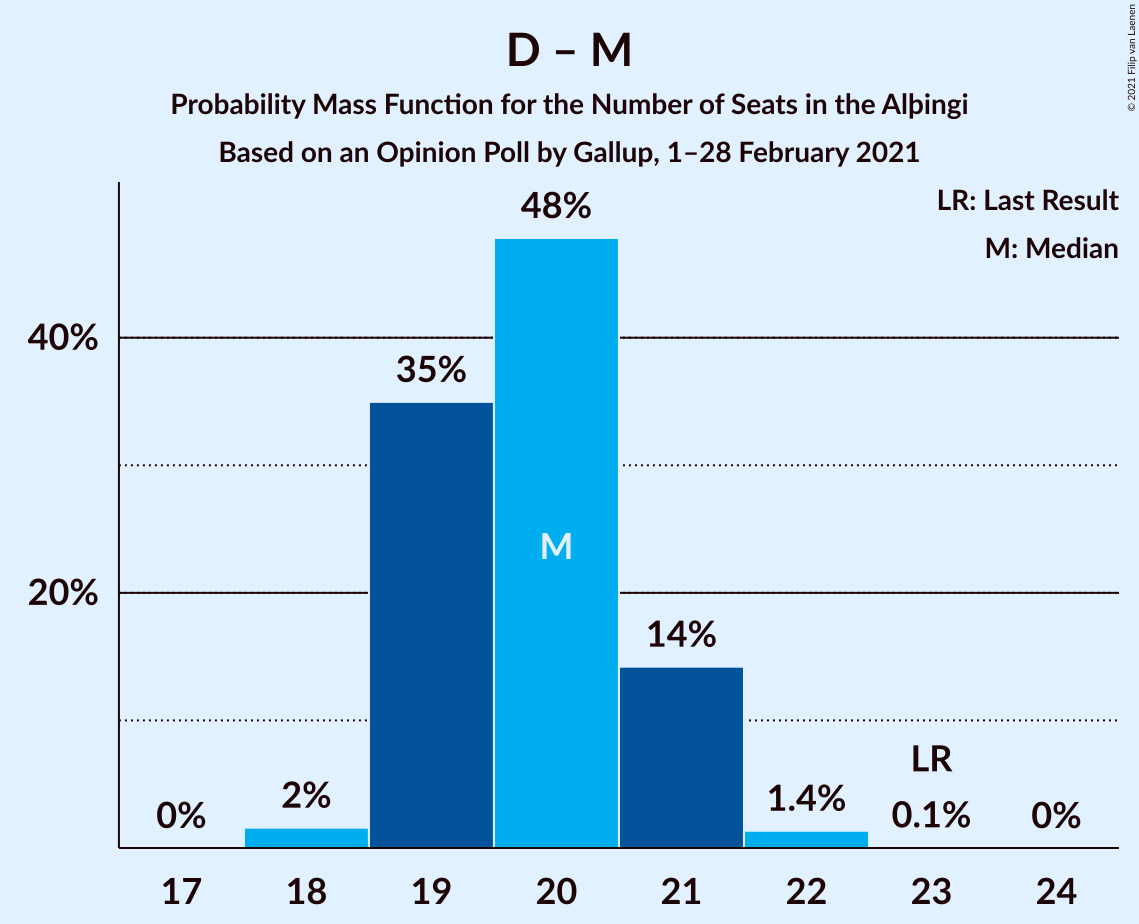 D – M
Probability Mass Function for the Number of Seats in the Alþingi
Based on an Opinion Poll by Gallup, 1–28 February 2021
© 2021 Filip van Laenen
LR: Last Result
M: Median
48%
40%
35%
M
20%
14%
LR
0%
2%
1.4%
0.1%
0%
17
18
19
20
21
22
23
24